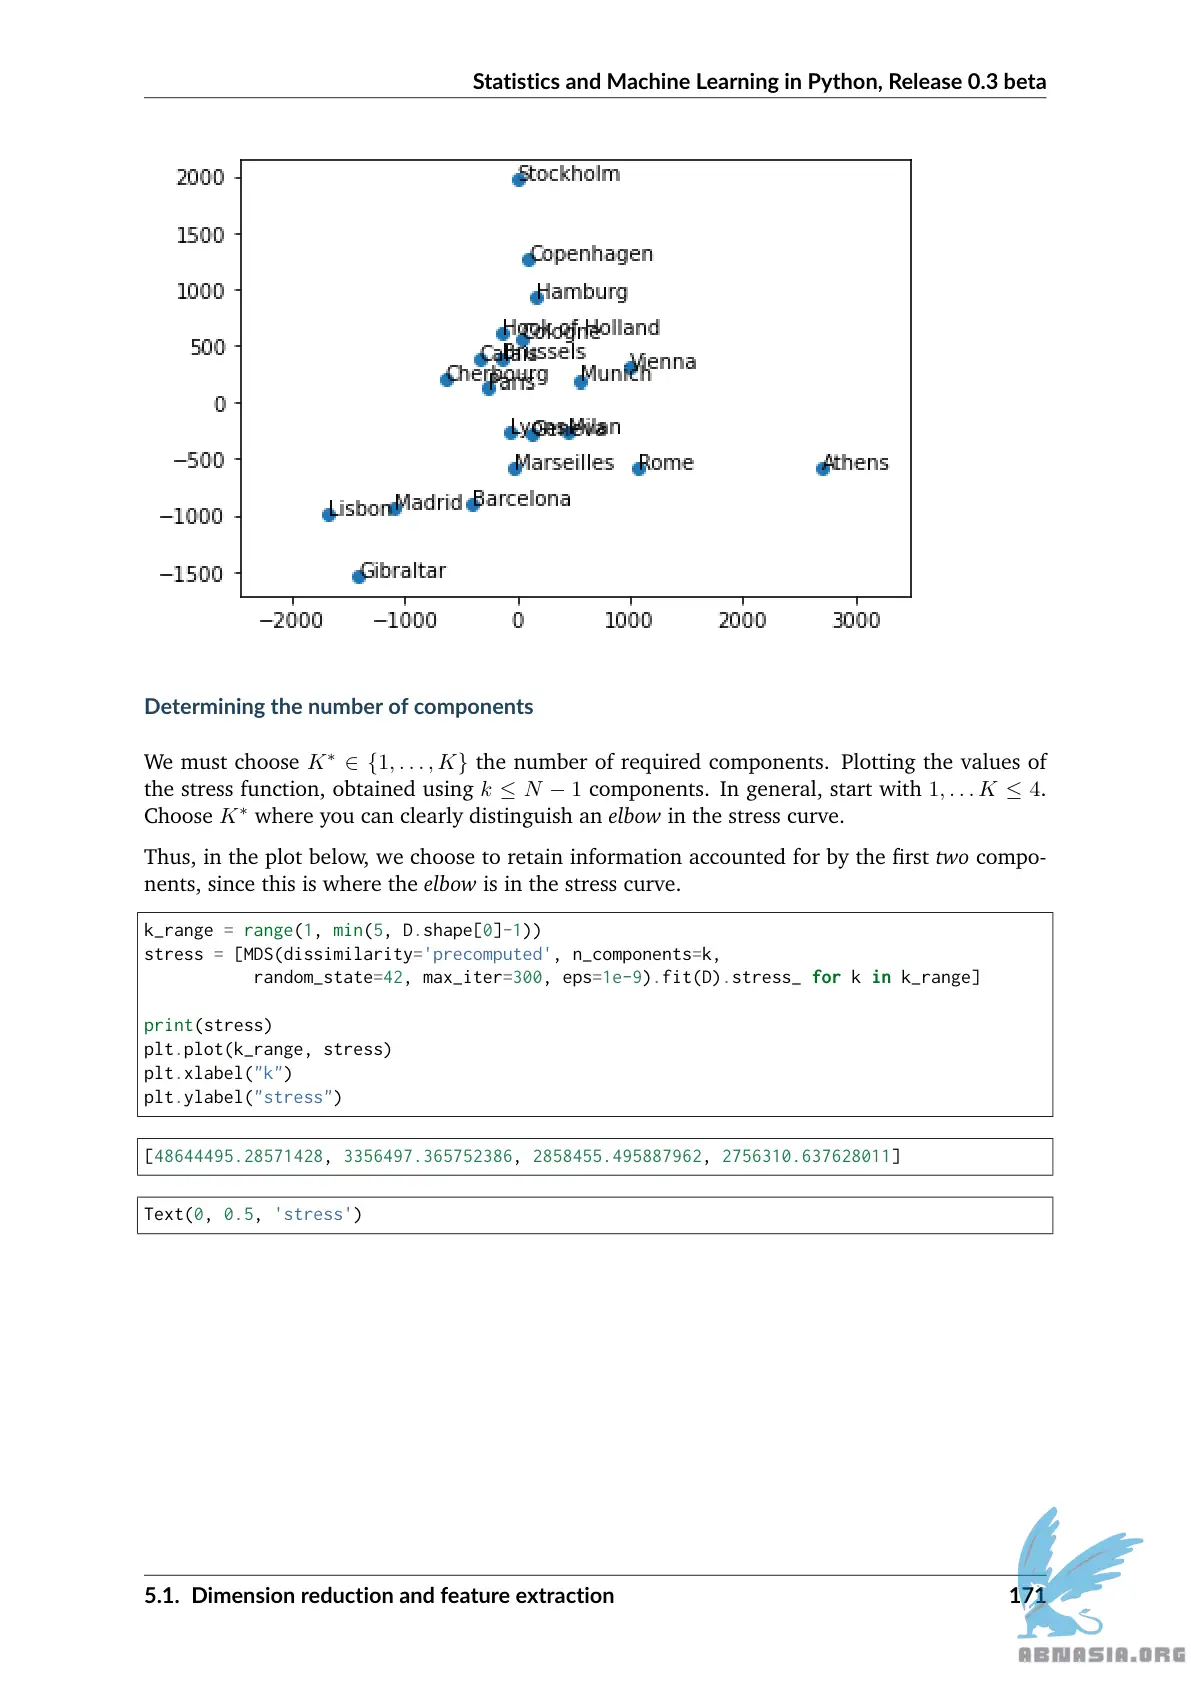 Statistics and Machine Learning in Python, Release 0.3 beta
2000
1500
1000
500
0
−500
−1000
−1500
Stockholm
Copenhagen
Hamburg
Hook of Holland
Cologne
Calais
Brussels
Vienna
Cherbourg
Paris
Munich
Lyons
Geneva
Milan
Marseilles
Rome
Athens
Lisbon
Madrid
Barcelona
Gibraltar
−2000 −1000 0 1000 2000 3000
Determining the number of components
We must choose K* ∈ {1, . . . , K} the number of required components. Plotting the values of
the stress function, obtained using k ≤ N − 1 components. In general, start with 1, . . . K ≤ 4.
Choose K* where you can clearly distinguish an elbow in the stress curve.
Thus, in the plot below, we choose to retain information accounted for by the first two compo-
nents, since this is where the elbow is in the stress curve.
k_range = range(1, min(5, D.shape[0]-1))
stress = [MDS(dissimilarity='precomputed', n_components=k,
random_state=42, max_iter=300, eps=1e-9).fit(D).stress_ for k in k_range]
print(stress)
plt.plot(k_range, stress)
plt.xlabel("k")
plt.ylabel("stress")
[48644495.28571428, 3356497.365752386, 2858455.495887962, 2756310.637628011]
Text(0, 0.5, 'stress')
5.1. Dimension reduction and feature extraction 171
ABNASIA.ORG